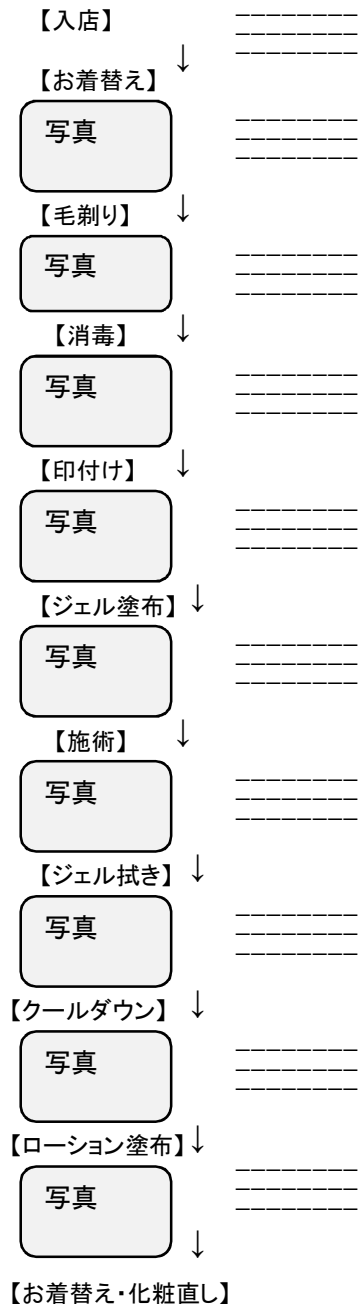 【入店】
↓
【お着替え】
写真
【毛剃り】 ↓
写真
【消毒】 ↓
写真
【印付け】 ↓
写真
【ジェル塗布】 ↓
写真
【施術】 ↓
写真
【ジェル拭き】 ↓
写真
【クールダウン】 ↓
写真
【ローション塗布】 ↓
写真
↓
【お着替え・化粧直し】